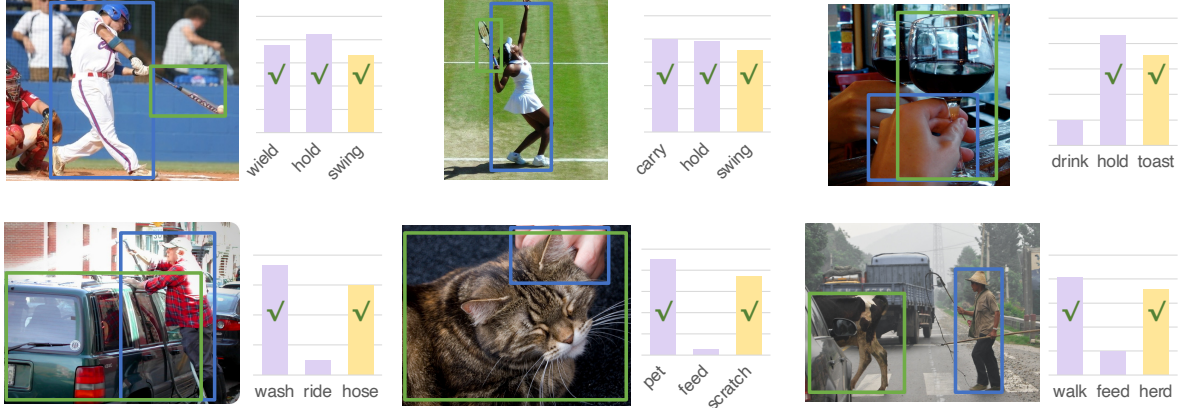 wield hold swing
carry hold swing
drink hold toast
wash ride hose
pet feed scratch
walk feed herd